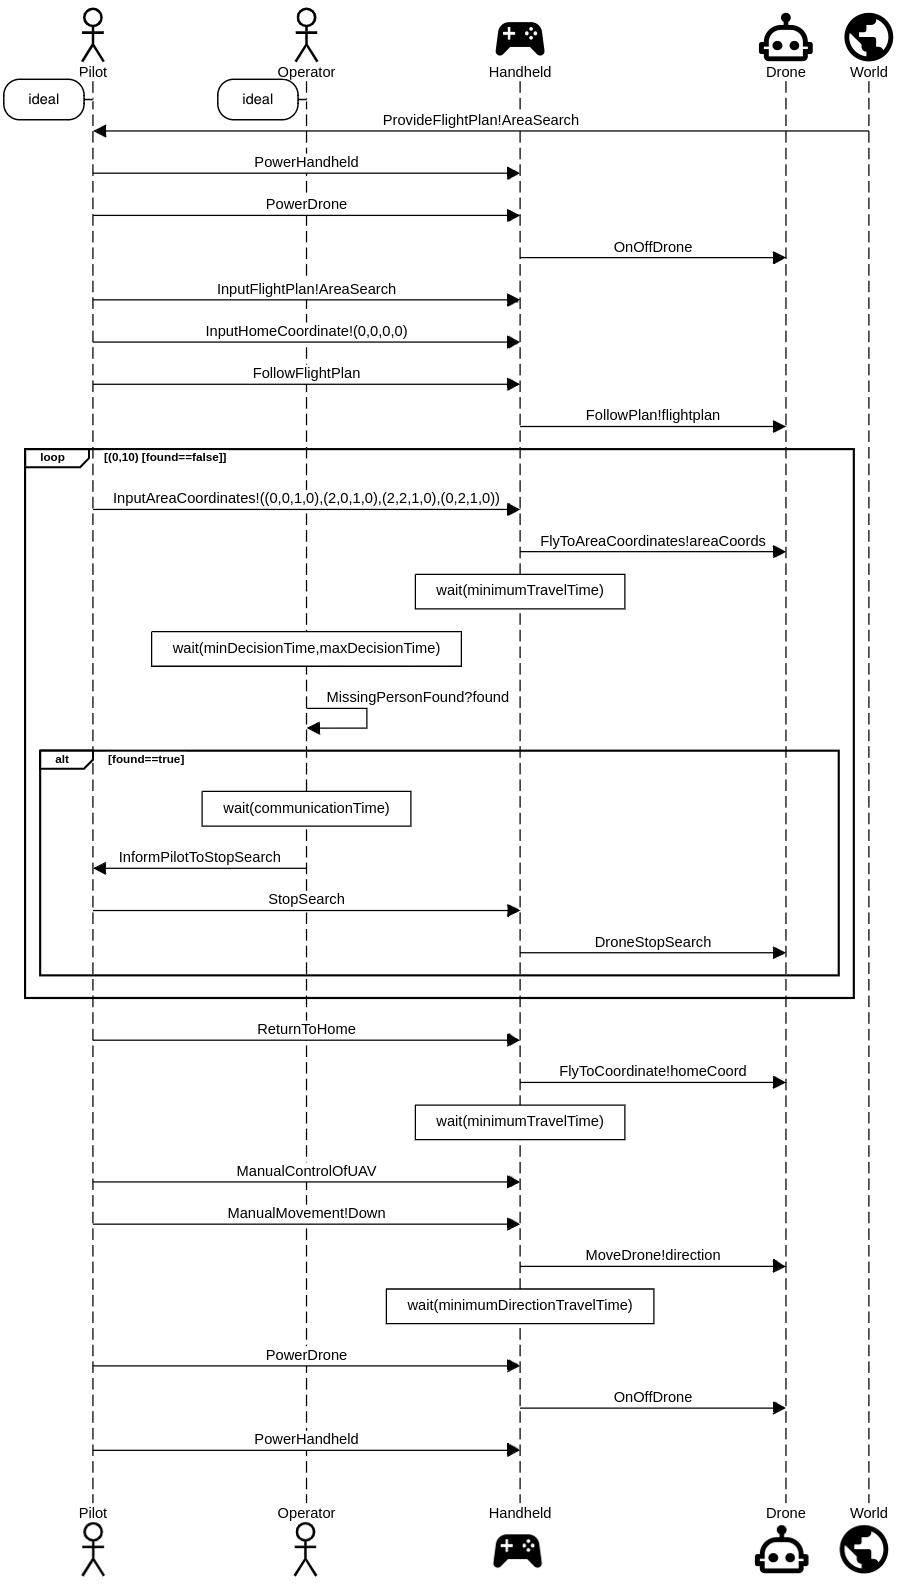 Pilot Operator Handheld Drone World
ideal ideal
ProvideFlightPlan!AreaSearch
PowerHandheld
PowerDrone
OnOffDrone
InputFlightPlan!AreaSearch
InputHomeCoordinate!(0,0,0,0)
FollowFlightPlan
FollowPlan!flightplan
loop [(0,10) [found==false]]
InputAreaCoordinates!((0,0,1,0),(2,0,1,0),(2,2,1,0),(0,2,1,0))
FlyToAreaCoordinates!areaCoords
wait(minimumTravelTime)
wait(minDecisionTime,maxDecisionTime)
MissingPersonFound?found
alt [found==true]
wait(communicationTime)
InformPilotToStopSearch
StopSearch
DroneStopSearch
ReturnToHome
FlyToCoordinate!homeCoord
wait(minimumTravelTime)
ManualControlOfUAV
ManualMovement!Down
MoveDrone!direction
wait(minimumDirectionTravelTime)
PowerDrone
OnOffDrone
PowerHandheld
Pilot Operator Handheld Drone World